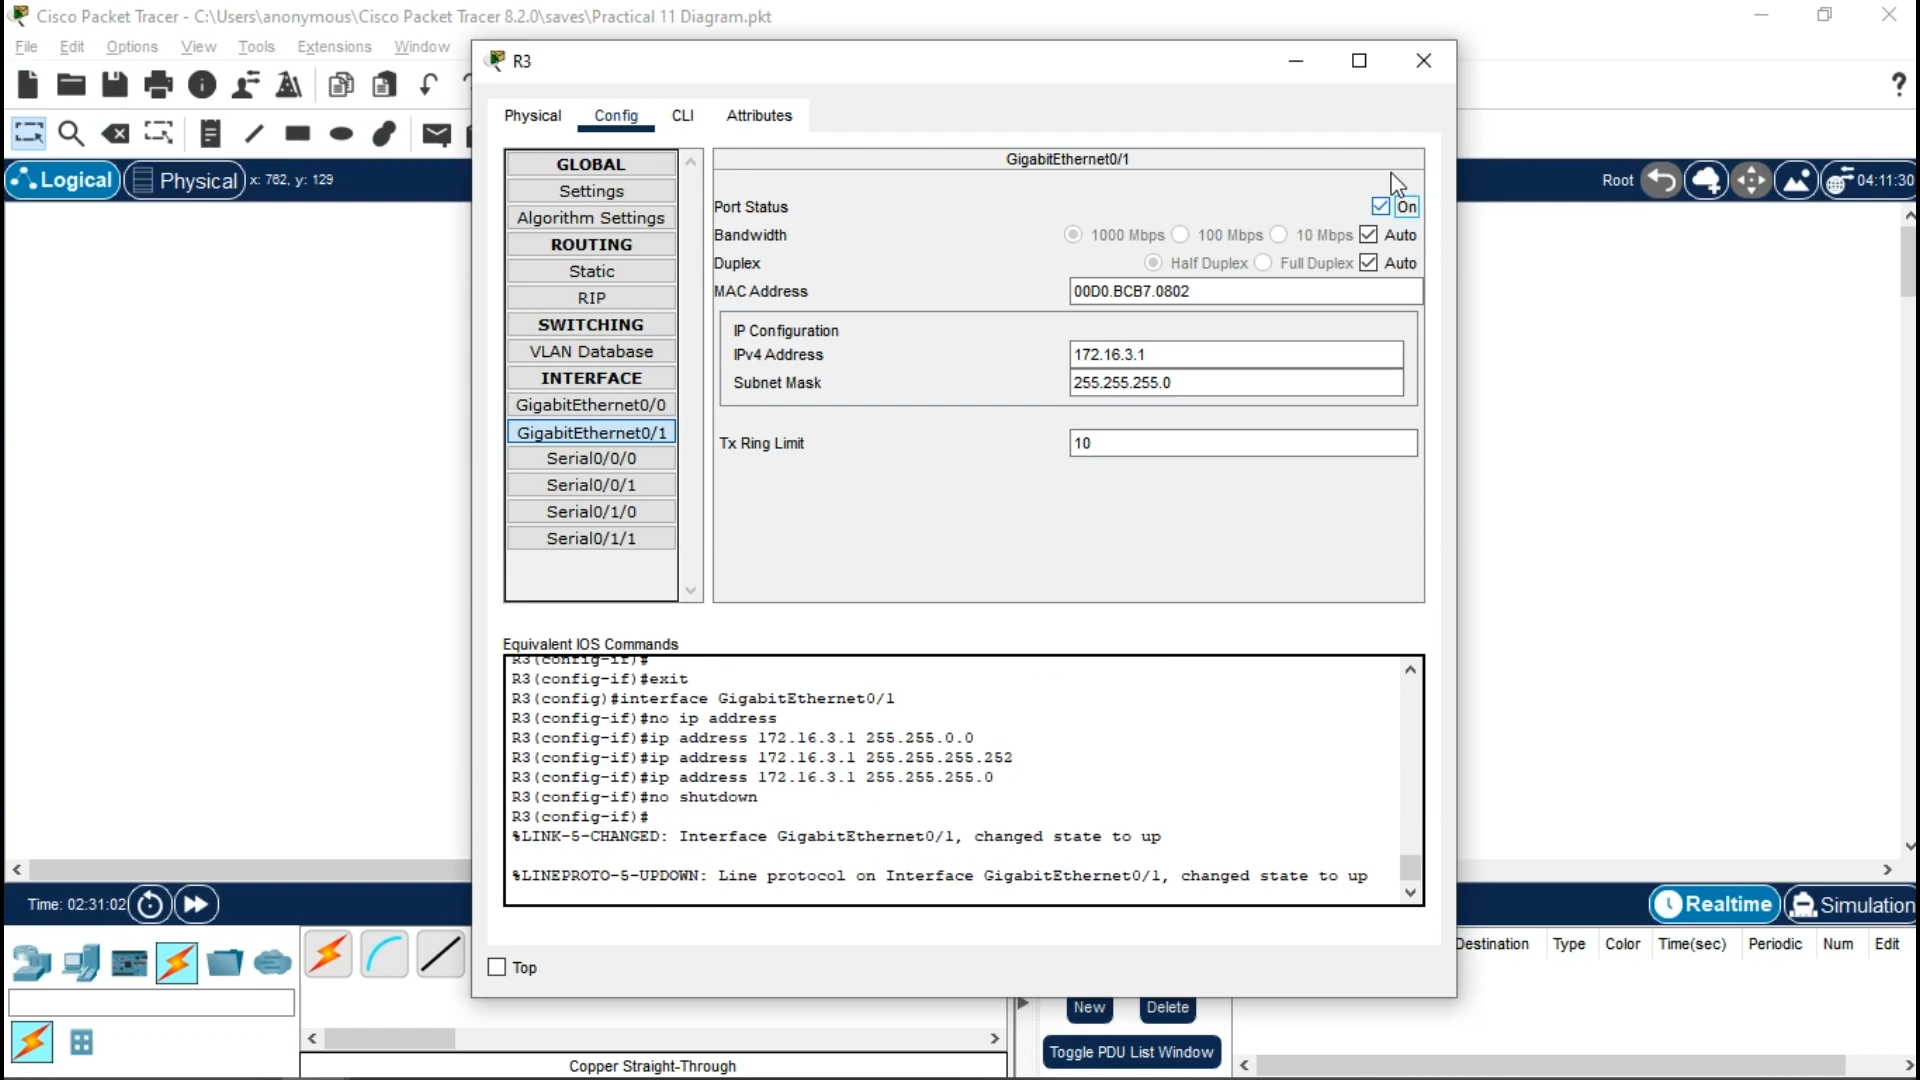 Cisco Packet Tracer - C:\Users\anonymous\Cisco Packet Tracer 8.2.0\saves\Practical 11 Diagram.pkt
File Edit Options View Tools Extensions Window
R3
Physical Config CLI Attributes
Logical Physical x: 762, y: 129
Root 04:11:30
GLOBAL
Settings
Algorithm Settings
ROUTING
Static
RIP
SWITCHING
VLAN Database
INTERFACE
GigabitEthernet0/0
GigabitEthernet0/1
Serial0/0/0
Serial0/0/1
Serial0/1/0
Serial0/1/1
GigabitEthernet0/1
Port Status On
Bandwidth 1000 Mbps 100 Mbps 10 Mbps Auto
Duplex Half Duplex Full Duplex Auto
MAC Address 00D0.BCB7.0802
IP Configuration
IPv4 Address 172.16.3.1
Subnet Mask 255.255.255.0
Tx Ring Limit 10
Equivalent IOS Commands
R3(config-if)#
R3(config-if)#exit
R3(config)#interface GigabitEthernet0/1
R3(config-if)#no ip address
R3(config-if)#ip address 172.16.3.1 255.255.0.0
R3(config-if)#ip address 172.16.3.1 255.255.255.252
R3(config-if)#ip address 172.16.3.1 255.255.255.0
R3(config-if)#no shutdown
R3(config-if)#
%LINK-5-CHANGED: Interface GigabitEthernet0/1, changed state to up
%LINEPROTO-5-UPDOWN: Line protocol on Interface GigabitEthernet0/1, changed state to up
Top
Time: 02:31:02
Realtime Simulation
Destination Type Color Time(sec) Periodic Num Edit
New Delete
Toggle PDU List Window
Copper Straight-Through